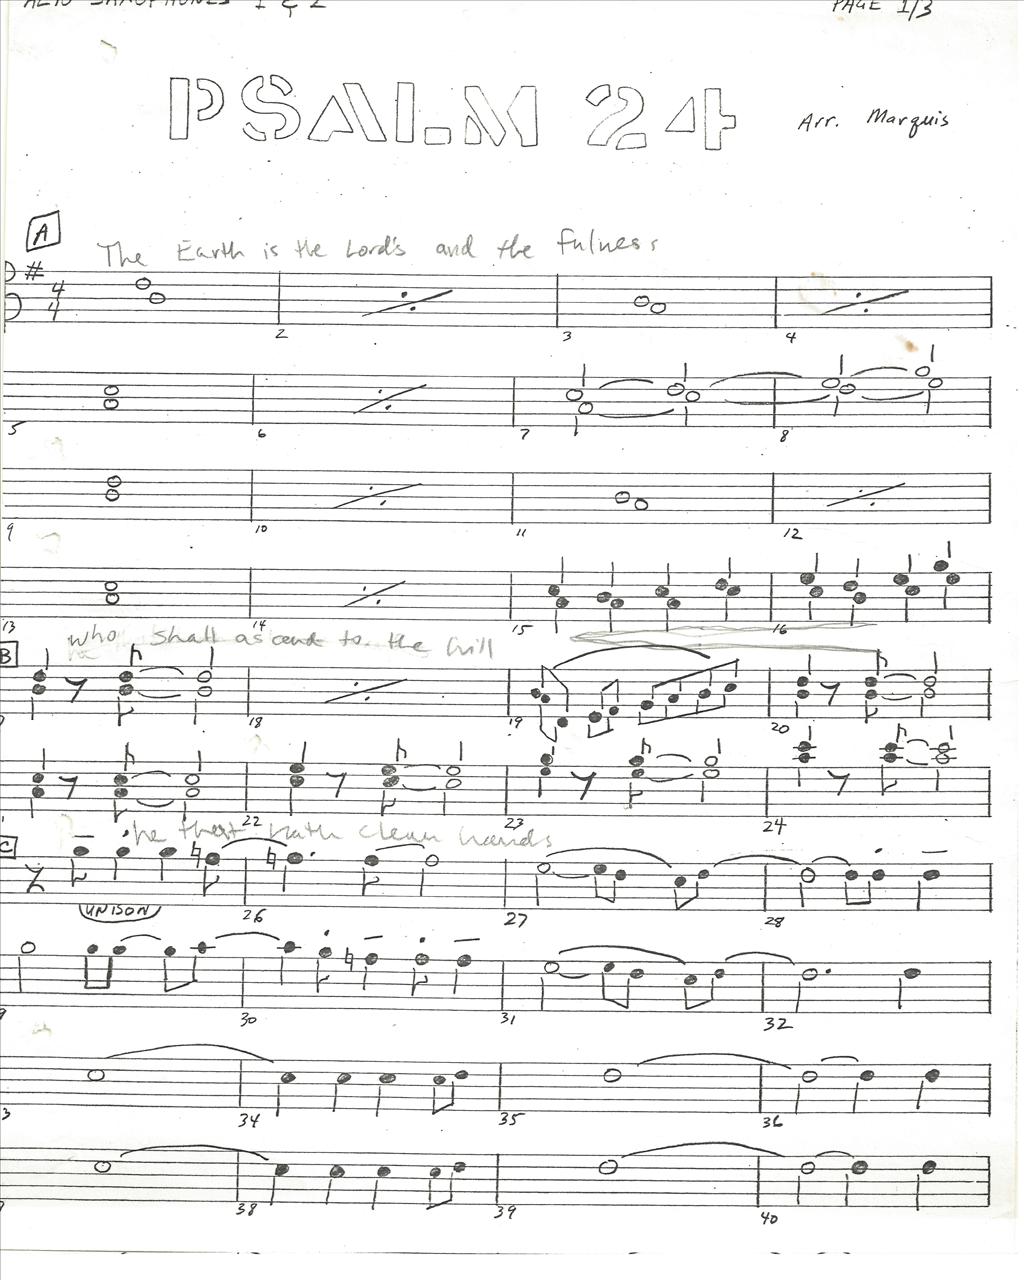 ALTO SAXOPHONES 1 & 2 PAGE 1/3
PSALM 24
Arr. Marquis
A
The Earth is the Lord's and the fulness
4
4
2 3 4
5 6 7 8
9 10 11 12
13 14 15 16
who shall ascend to the hill
B
18 19 20
22 23 24
he that hath clean hands
C
UNISON
26 27 28
30 31 32
3 34 35 36
38 39 40